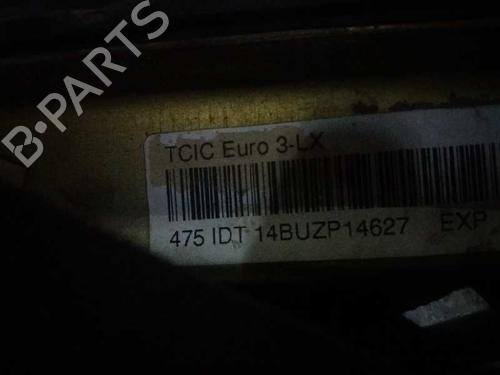 B-PARTS
TCIC Euro 3-LX
475 IDT 14BUZP14627 EXP